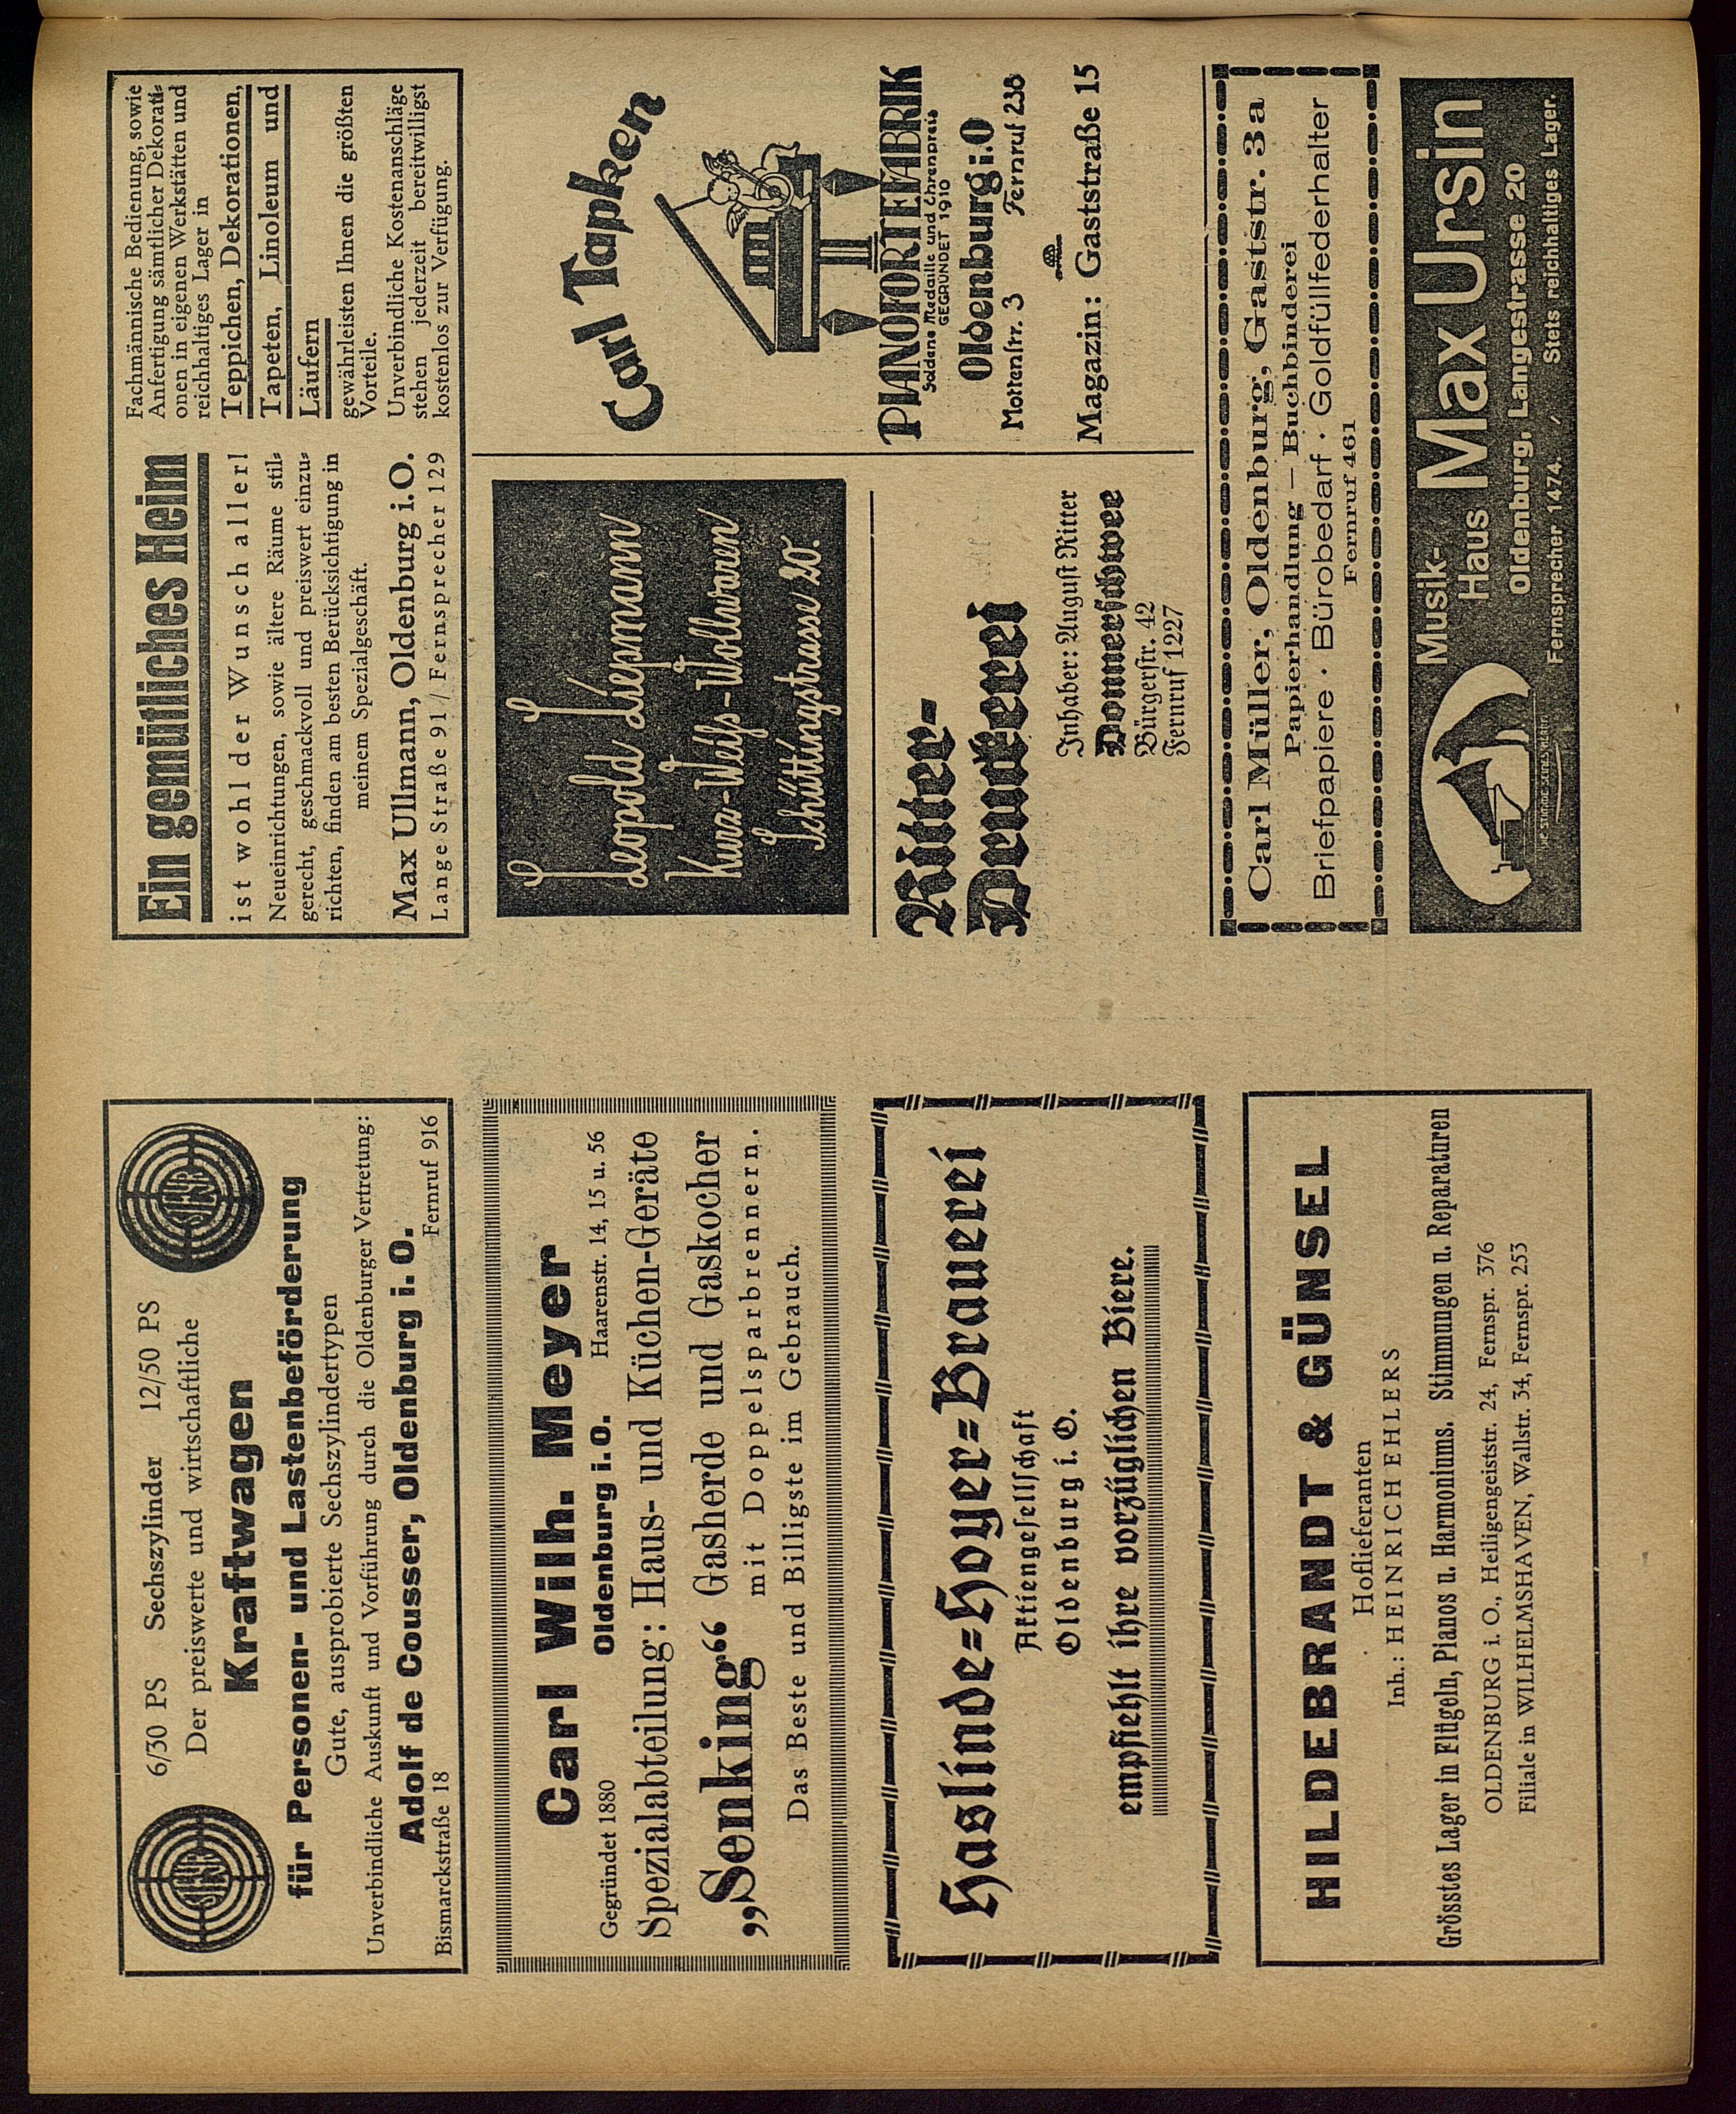 6/30 PS Sechszylinder 12/50 PS
Der preiswerte und wirtschaftliche
Kraftwagen
für Personen- und Lastenbeförderung
Gute, ausprobierte Sechszylindertypen
Unverbindliche Auskunft und Vorführung durch die Oldenburger Vertretung:
Adolf de Cousser, Oldenburg i. O.
Bismarckstraße 18 Fernruf 916
Carl Wilh. Meyer
Gegründet 1880 Oldenburg i. O. Haarenstr. 14, 15 u. 56
Spezialabteilung: Haus- und Küchen-Geräte
„Senking“ Gasherde und Gaskocher
mit Doppelsparbrennern.
Das Beste und Billigste im Gebrauch.
Haslinde=Hoyer=Brauerei
Aktiengesellschaft
Oldenburg i. O.
empfiehlt ihre vorzüglichen Biere.
HILDEBRANDT & GÜNSEL
Hoflieferanten
Inh.: HEINRICH EHLERS
Grösstes Lager in Flügeln, Pianos u. Harmoniums. Stimmungen u. Reparaturen
OLDENBURG i. O., Heiligengeiststr. 24, Fernspr. 376
Filiale in WILHELMSHAVEN, Wallstr. 34, Fernspr. 253
Ein gemütliches Heim
ist wohl der Wunsch aller!
Neueinrichtungen, sowie ältere Räume stil=
gerecht, geschmackvoll und preiswert einzu=
richten, finden am besten Berücksichtigung in
meinem Spezialgeschäft.
Max Ullmann, Oldenburg i. O.
Lange Straße 91 / Fernsprecher 129
Fachmännische Bedienung, sowie
Anfertigung sämtlicher Dekorati=
onen in eigenen Werkstätten und
reichhaltiges Lager in
Teppichen, Dekorationen,
Tapeten, Linoleum und
Läufern
gewährleisten Ihnen die größten
Vorteile.
Unverbindliche Kostenanschläge
stehen jederzeit bereitwilligst
kostenlos zur Verfügung.
Leopold Liepmann
Kurz-Weiß-Wollwaren
Schüttingstrasse 20.
Carl Tapken
PIANOFORTEFABRIK
Goldene Medaille und Ehrenpreis
GEGRÜNDET 1910
Oldenburg i.O
Mottenstr. 3 Fernruf 238
Magazin: Gaststraße 15
Ritter-
Druckerei
Inhaber: August Ritter
Donnerschwee
Bürgerstr. 42
Fernruf 1227
Carl Müller, Oldenburg, Gaststr. 3a
Papierhandlung — Buchbinderei
Briefpapiere · Bürobedarf · Goldfüllfederhalter
Fernruf 461
Musik-
Haus Max Ursin
Oldenburg, Langestrasse 20
Fernsprecher 1474. / Stets reichhaltiges Lager.